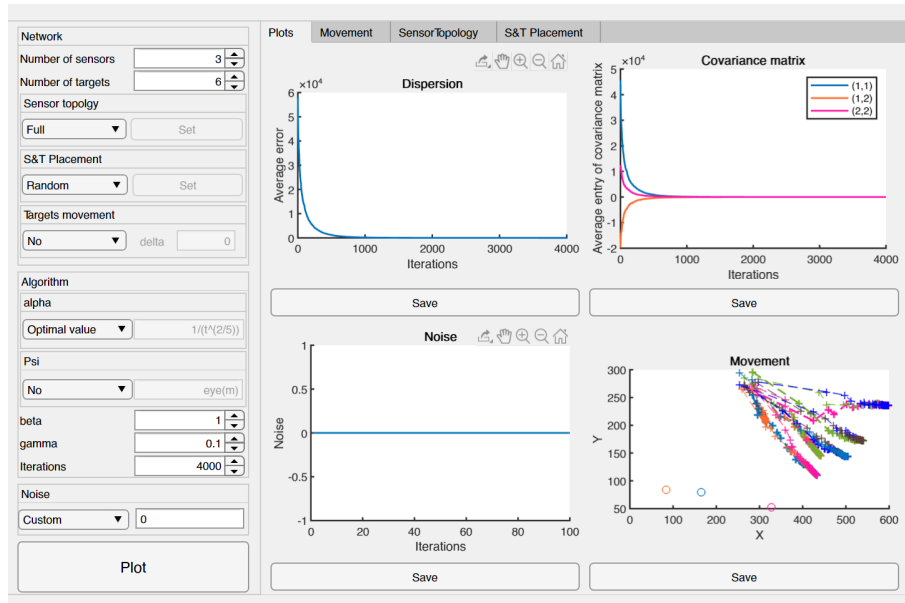 Network
Number of sensors 3
Number of targets 6
Sensor topolgy
Full Set
S&T Placement
Random Set
Targets movement
No delta 0
Algorithm
alpha
Optimal value 1/(t^(2/5))
Psi
No eye(m)
beta 1
gamma 0.1
Iterations 4000
Noise
Custom 0
Plot
Plots Movement SensorTopology S&T Placement
Dispersion
×10⁴
6
5
4
3
2
1
0
0 1000 2000 3000 4000
Average error
Iterations
Save
Covariance matrix
×10⁴
5
4
3
2
1
0
-1
-2
0 1000 2000 3000 4000
Average entry of covariance matrix
Iterations
(1,1)
(1,2)
(2,2)
Save
Noise
1
0.5
0
-0.5
-1
0 20 40 60 80 100
Noise
Iterations
Save
Movement
300
250
200
150
100
50
0 100 200 300 400 500 600
Y
X
Save